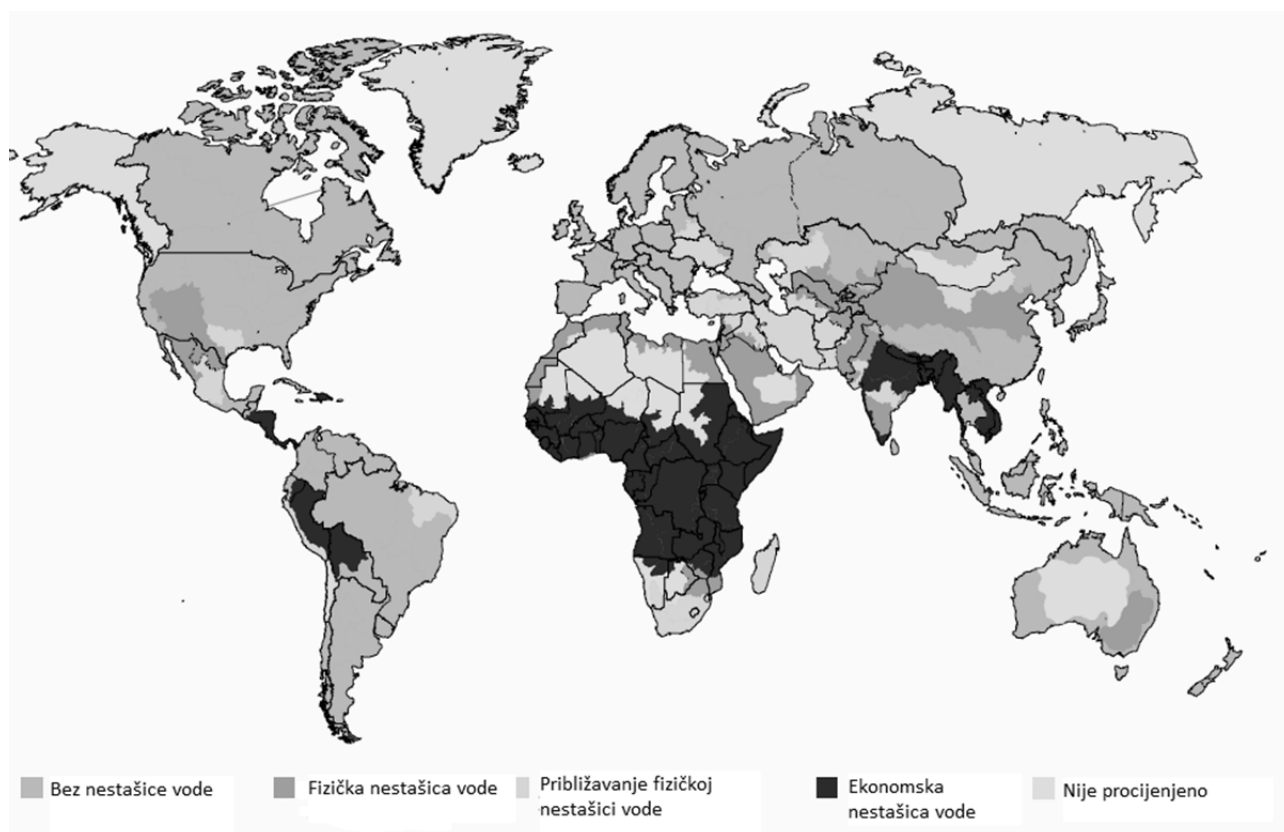 Bez nestašice vode
Fizička nestašica vode
Približavanje fizičkoj
nestašici vode
Ekonomska
nestašica vode
Nije procijenjeno